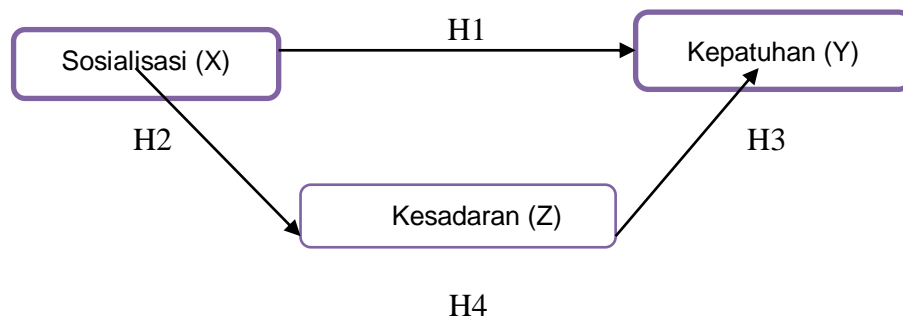 H1
Sosialisasi (X)
Kepatuhan (Y)
H2
H3
Kesadaran (Z)
H4